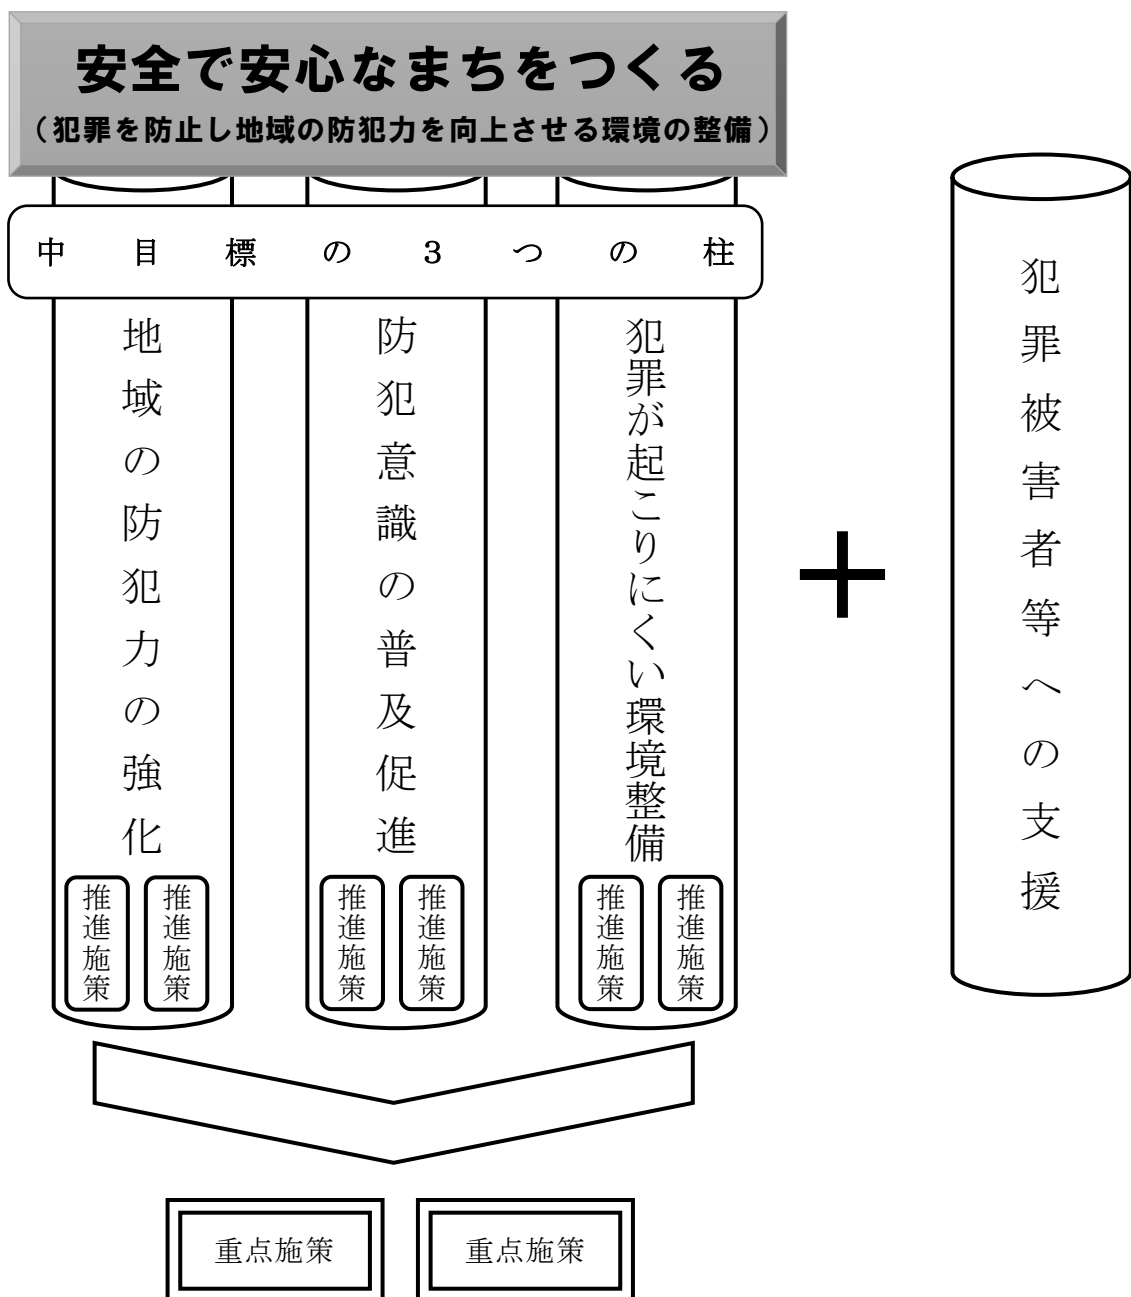 安全で安心なまちをつくる
（犯罪を防止し地域の防犯力を向上させる環境の整備）
中目標の３つの柱
地域の防犯力の強化
防犯意識の普及促進
犯罪が起こりにくい環境整備
犯罪被害者等への支援
推進施策
推進施策
推進施策
推進施策
推進施策
推進施策
重点施策
重点施策